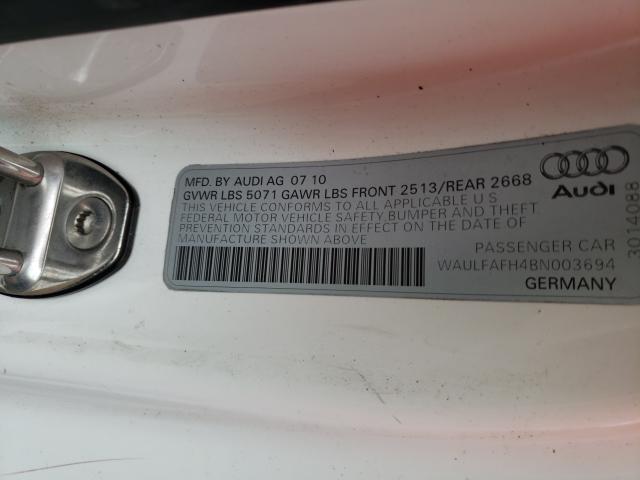 MFD. BY AUDI AG 07 10
GVWR LBS 5071 GAWR LBS FRONT 2513/REAR 2668
THIS VEHICLE CONFORMS TO ALL APPLICABLE U S
FEDERAL MOTOR VEHICLE SAFETY,BUMPER AND THEFT
PREVENTION STANDARDS IN EFFECT ON THE DATE OF
MANUFACTURE SHOWN ABOVE
Audi
PASSENGER CAR
WAULFAFH4BN003694
GERMANY
3014088